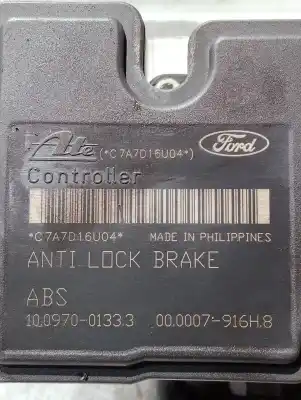 Ate (*C7A7D16U04*) Ford
Controller
*C7A7D16U04* MADE IN PHILIPPINES
ANTI LOCK BRAKE
ABS
10.0970-0133.3 00.0007-916H.8